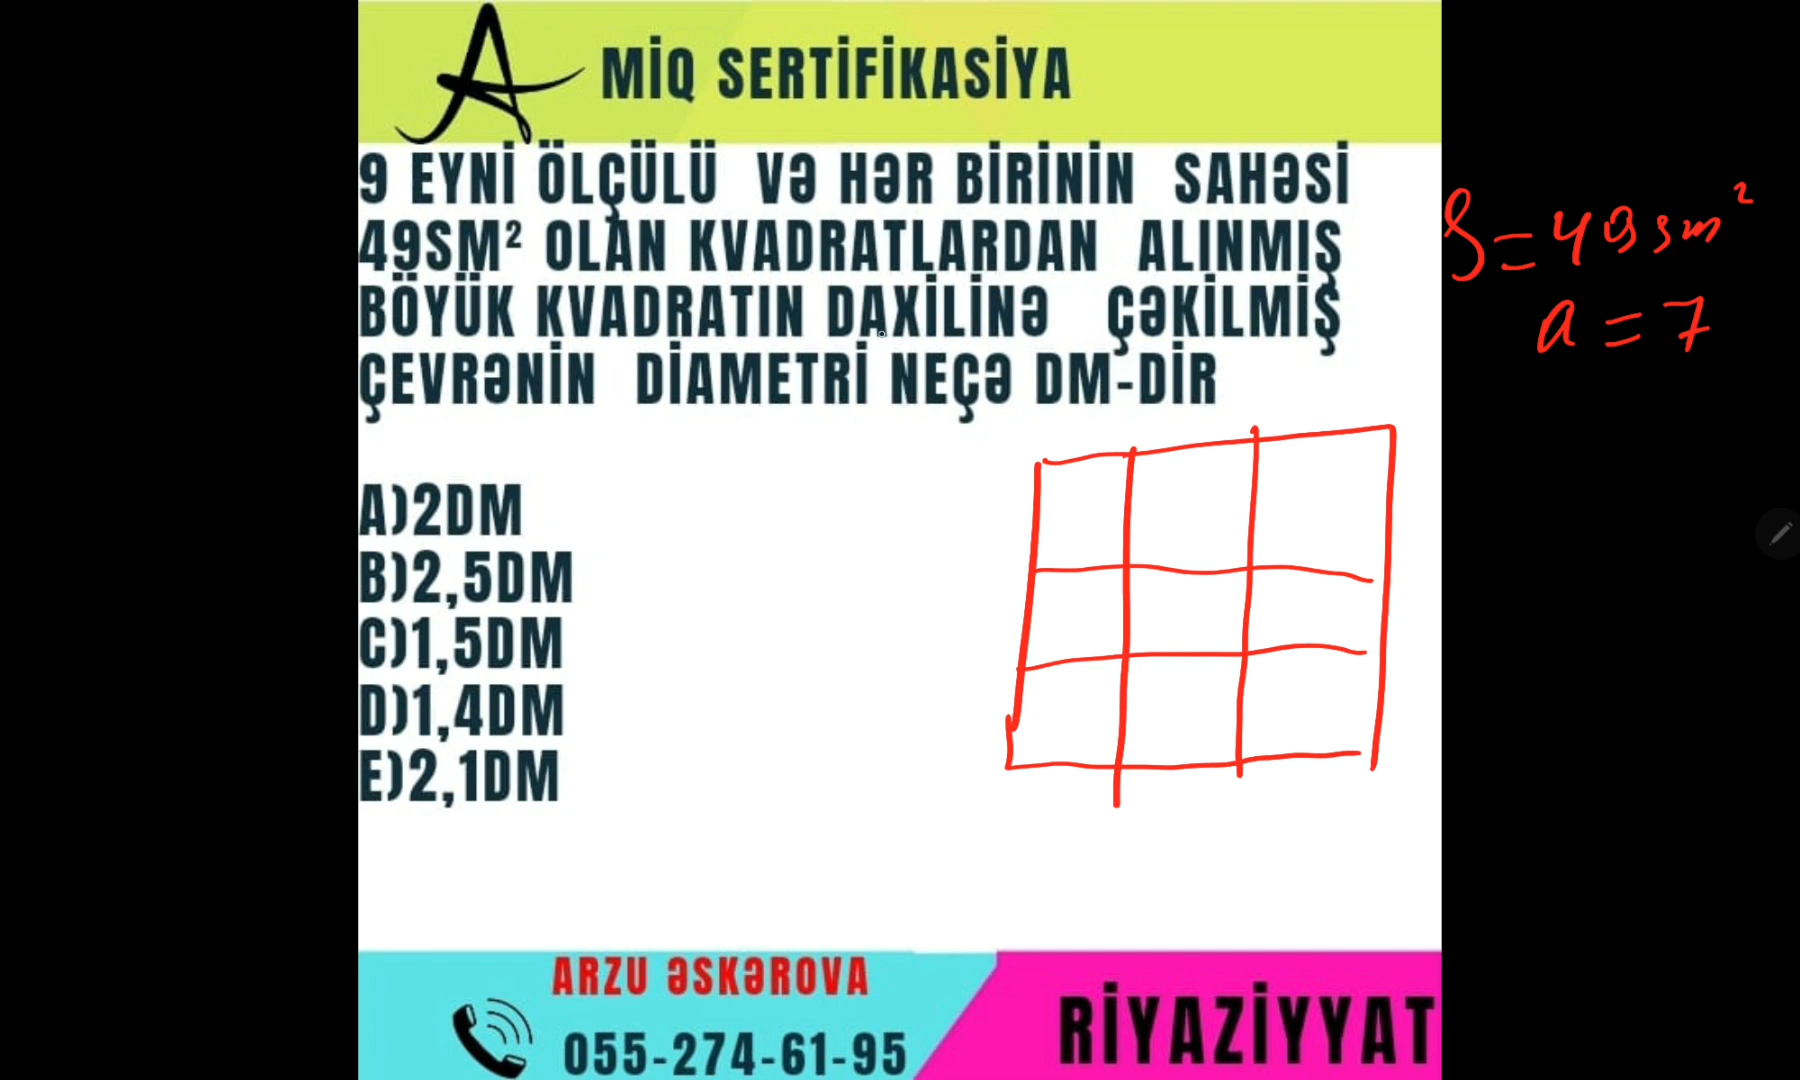 MİQ SERTİFİKASİYA
9 EYNİ ÖLÇÜLÜ VƏ HƏR BİRİNİN SAHƏSİ
49SM² OLAN KVADRATLARDAN ALINMIŞ
BÖYÜK KVADRATIN DAXİLİNƏ ÇƏKİLMİŞ
ÇEVRƏNİN DİAMETRİ NEÇƏ DM-DİR
S=49sm²
a=7
A)2DM
B)2,5DM
C)1,5DM
D)1,4DM
E)2,1DM
ARZU ƏSKƏROVA
055-274-61-95
RİYAZİYYAT